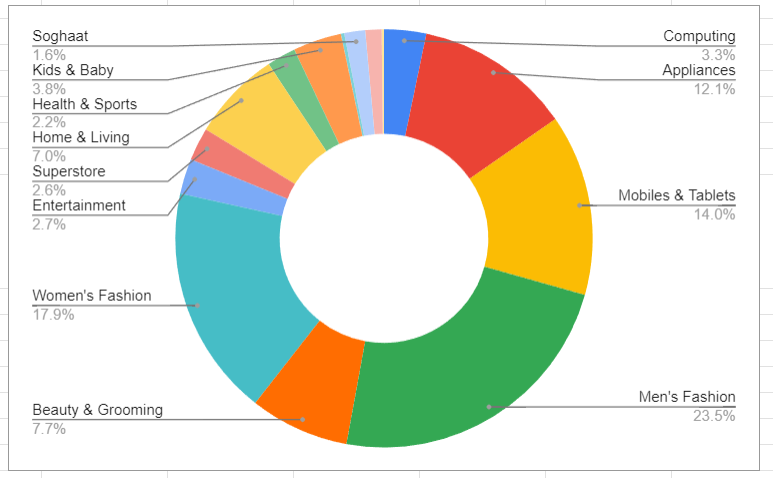 Soghaat
1.6%
Kids & Baby
3.8%
Health & Sports
2.2%
Home & Living
7.0%
Superstore
2.6%
Entertainment
2.7%
Women's Fashion
17.9%
Beauty & Grooming
7.7%
Computing
3.3%
Appliances
12.1%
Mobiles & Tablets
14.0%
Men's Fashion
23.5%